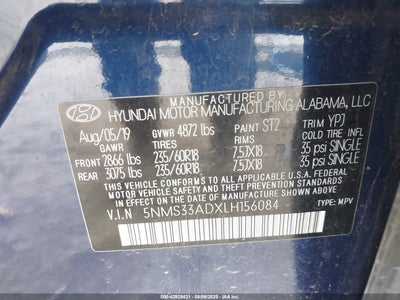 MANUFACTURED BY
HYUNDAI MOTOR MANUFACTURING ALABAMA, LLC
Aug/05/19 GVWR 4872 lbs PAINT ST2 TRIM YPJ
GAWR TIRES RIMS COLD TIRE INFL.
FRONT 2866 lbs 235/60R18 7.5JX18 35 psi SINGLE
REAR 3075 lbs 235/60R18 7.5JX18 35 psi SINGLE
THIS VEHICLE CONFORMS TO ALL APPLICABLE U.S.A. FEDERAL MOTOR VEHICLE
SAFETY, BUMPER, AND THEFT PREVENTION STANDARDS IN EFFECT ON THE DATE OF MANUFACTURE SHOWN ABOVE.
V.I.N 5NMS33ADXLH156084 TYPE: MPV